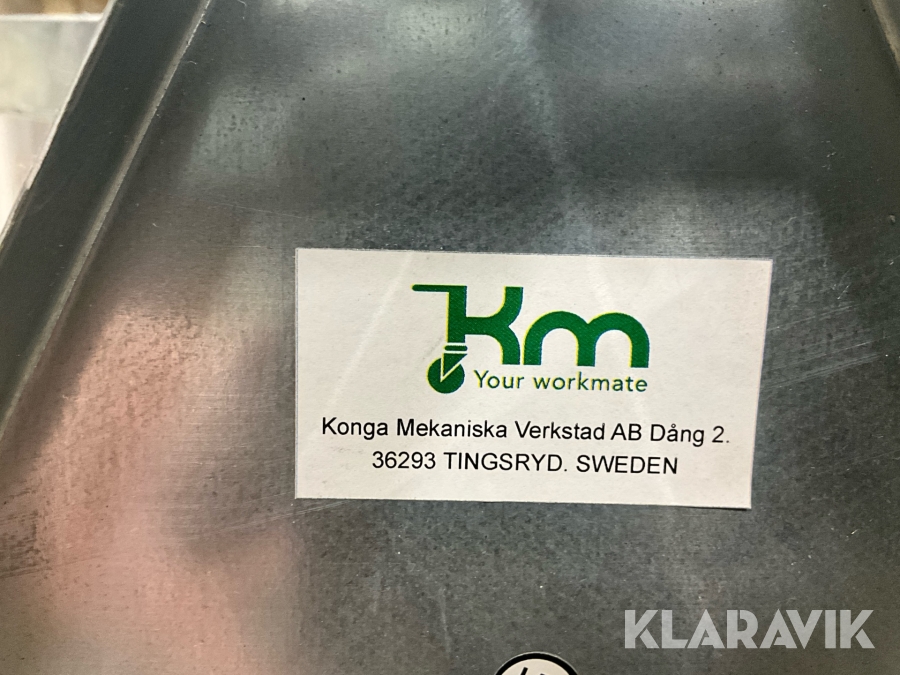 Km
Your workmate
Konga Mekaniska Verkstad AB Dång 2.
36293 TINGSRYD. SWEDEN
KLARAVIK